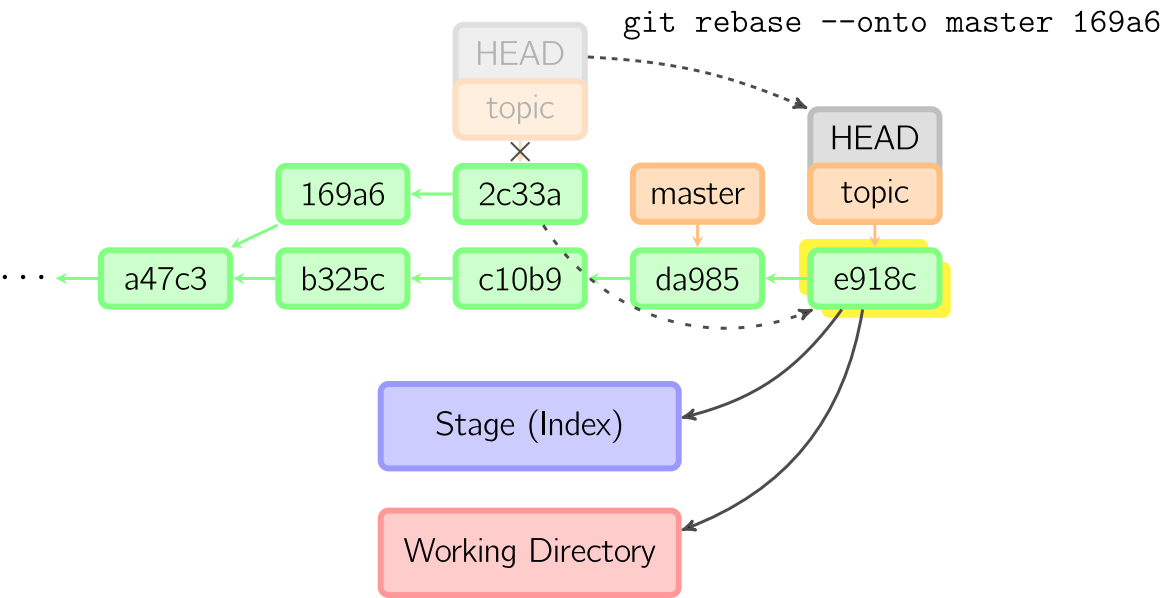 git rebase --onto master 169a6
HEAD
topic
HEAD
topic
169a6
2c33a
master
...
a47c3
b325c
c10b9
da985
e918c
Stage (Index)
Working Directory